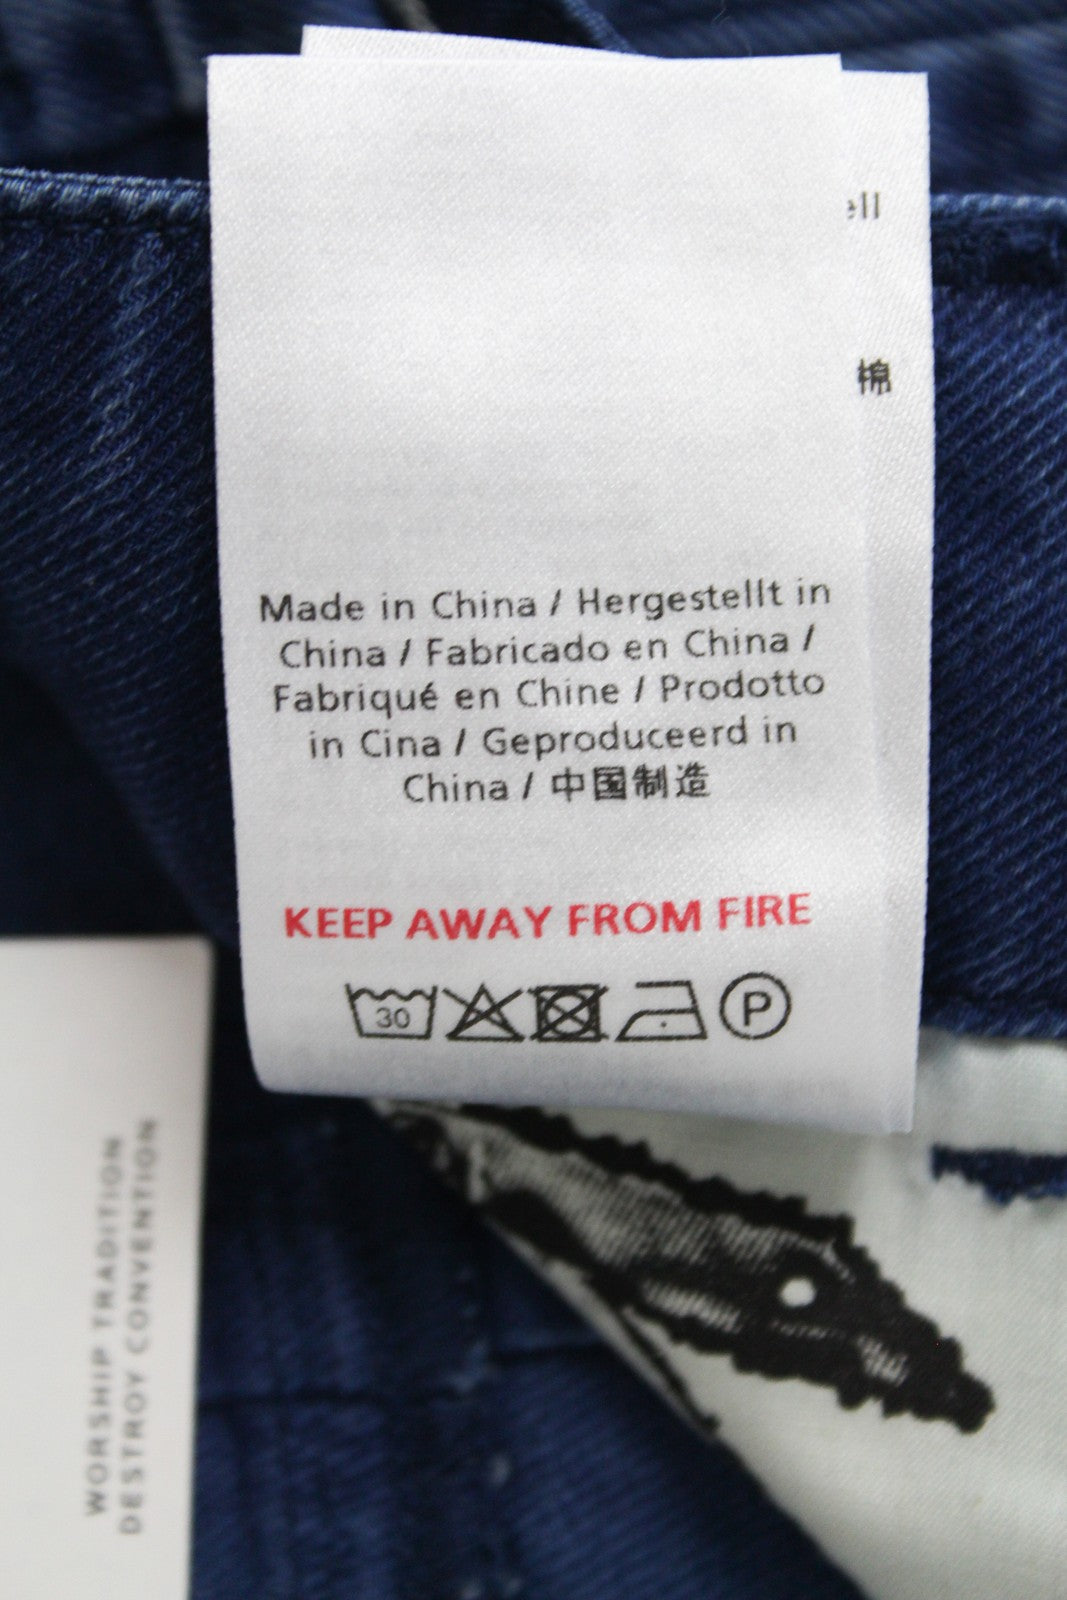 ell
棉
Made in China / Hergestellt in
China / Fabricado en China /
Fabriqué en Chine / Prodotto
in Cina / Geproduceerd in
China / 中国制造
KEEP AWAY FROM FIRE
30
P
WORSHIP TRADITION
DESTROY CONVENTION